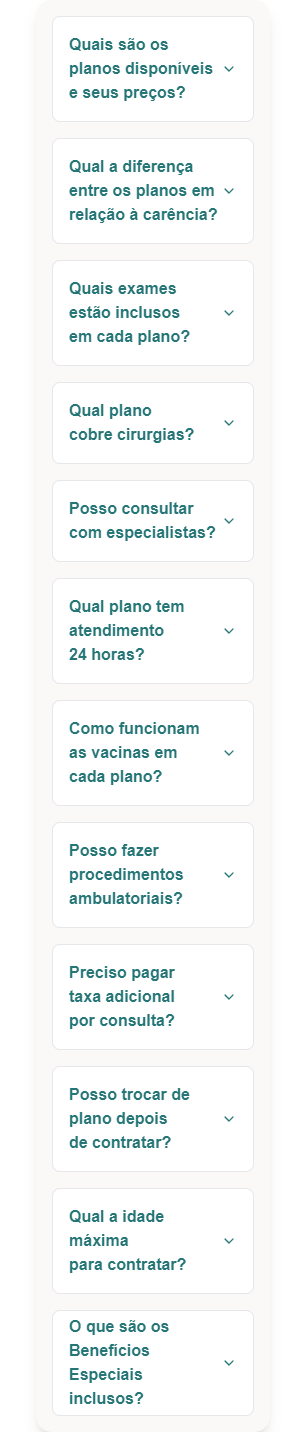 Quais são os
planos disponíveis
e seus preços?
Qual a diferença
entre os planos em
relação à carência?
Quais exames
estão inclusos
em cada plano?
Qual plano
cobre cirurgias?
Posso consultar
com especialistas?
Qual plano tem
atendimento
24 horas?
Como funcionam
as vacinas em
cada plano?
Posso fazer
procedimentos
ambulatoriais?
Preciso pagar
taxa adicional
por consulta?
Posso trocar de
plano depois
de contratar?
Qual a idade
máxima
para contratar?
O que são os
Benefícios
Especiais
inclusos?